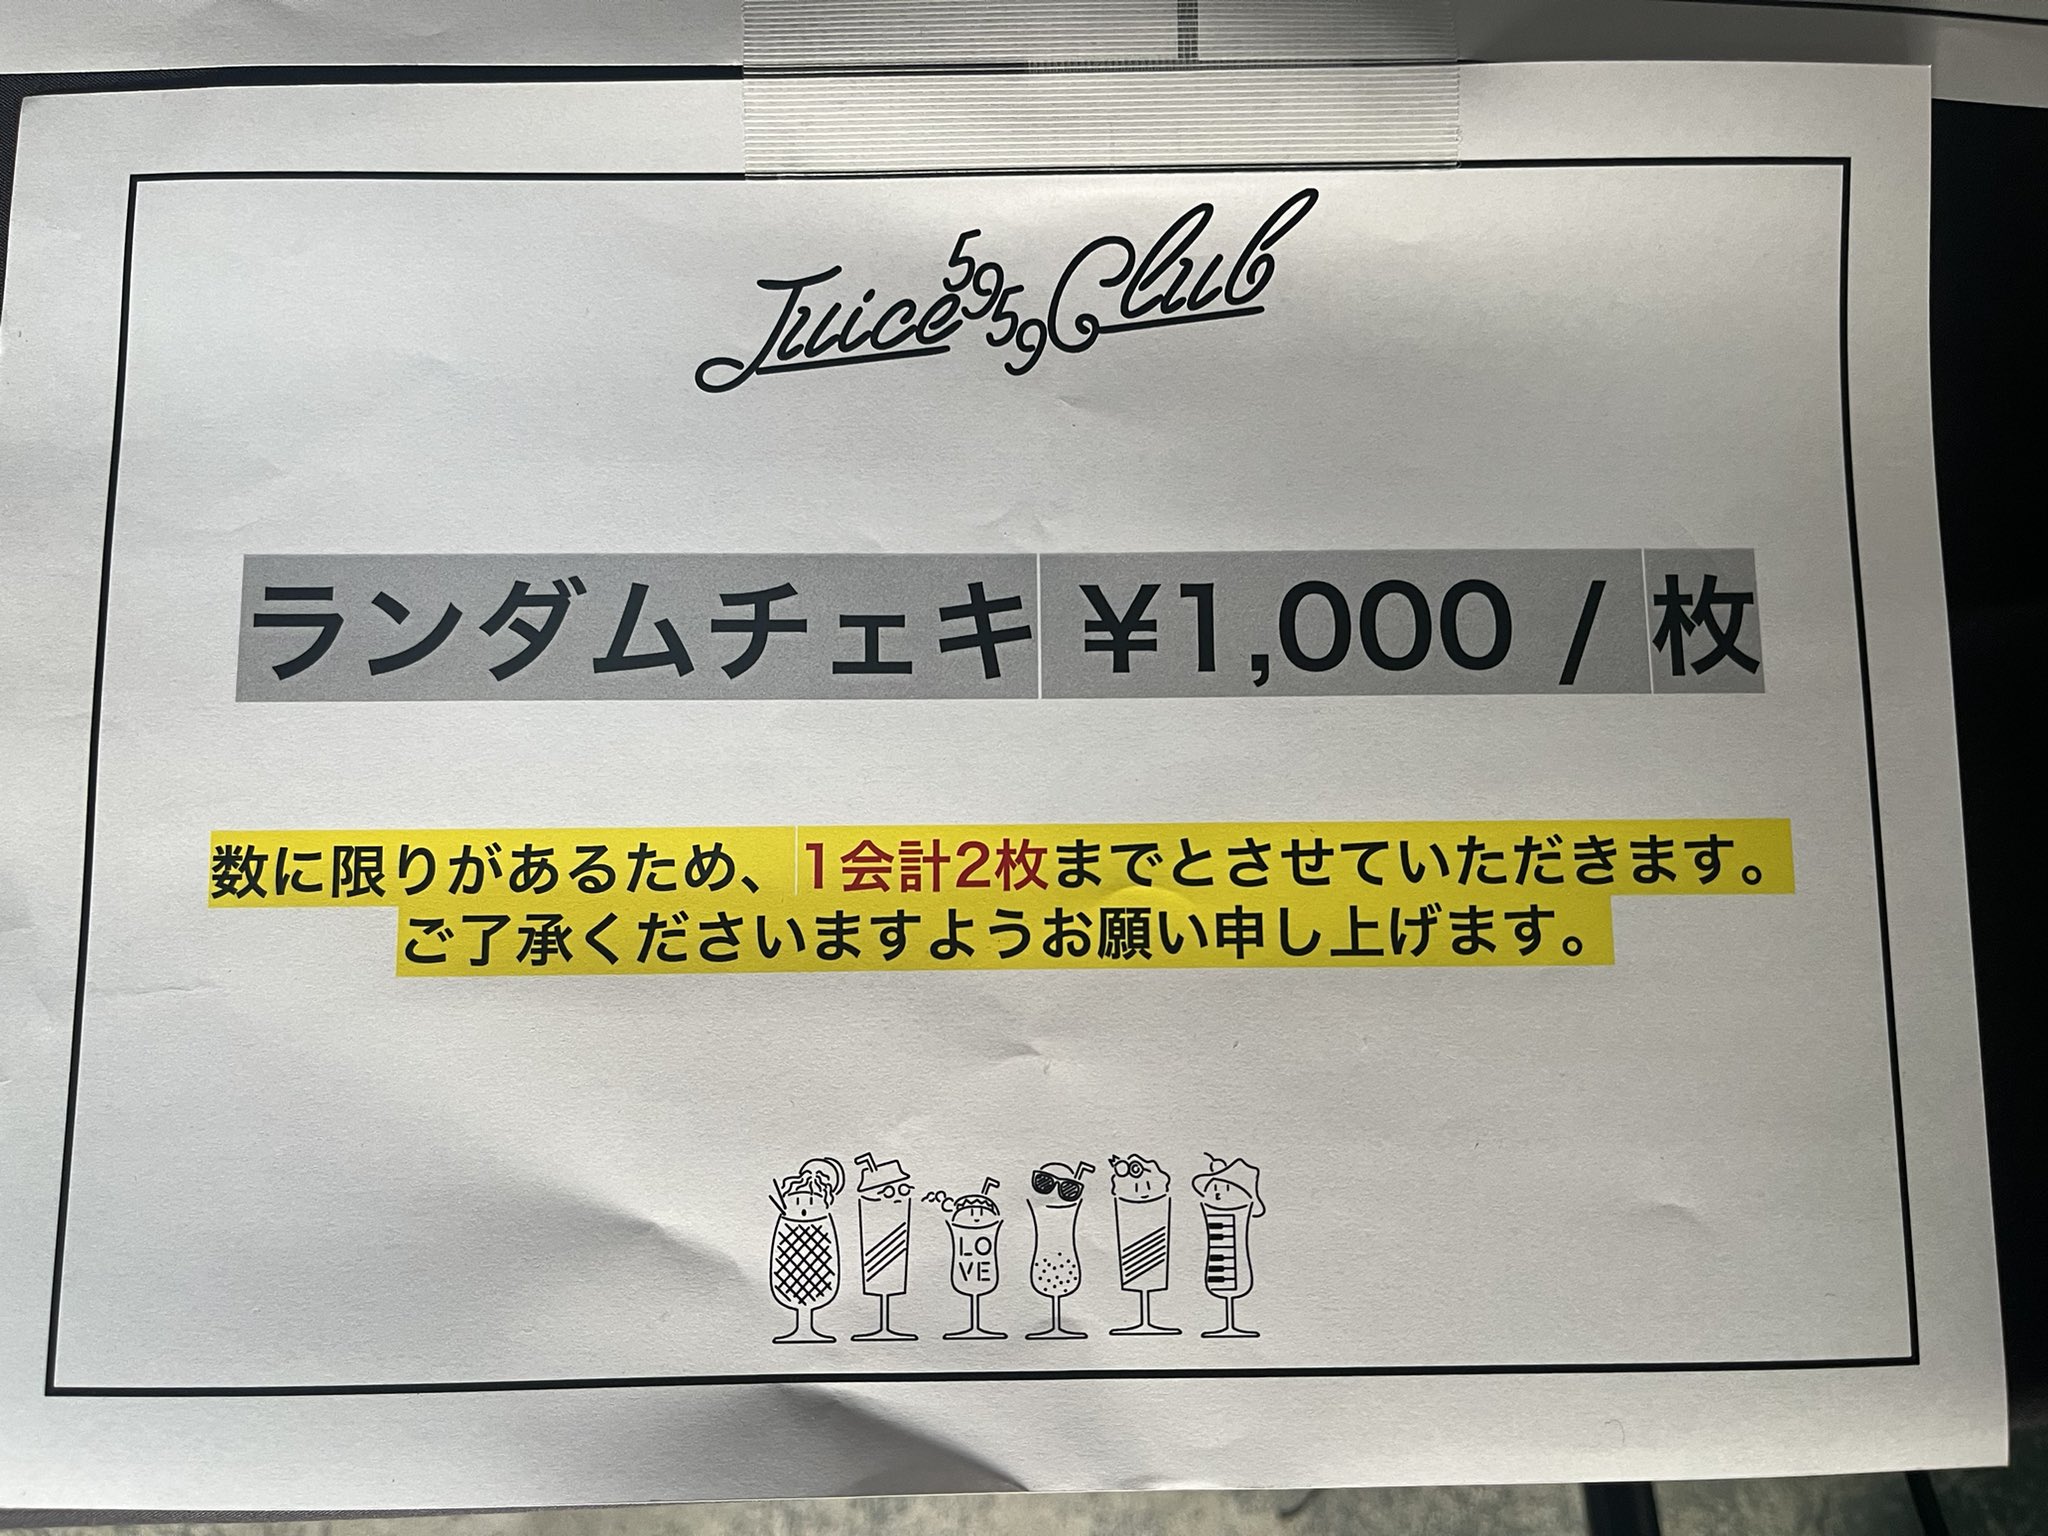 Juice5959Club
ランダムチェキ ¥1,000 / 枚
数に限りがあるため、1会計2枚までとさせていただきます。
ご了承くださいますようお願い申し上げます。
LO
VE